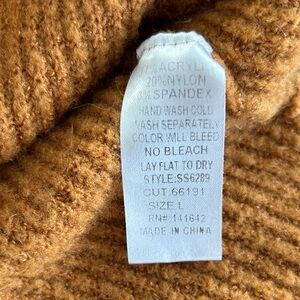 ACRYLI
20% NYLON
SPANDEX
HAND WASH COLD
WASH SEPARATELY
COLOR WILL BLEED
NO BLEACH
LAY FLAT TO DRY
STYLE:SS6289
CUT:66191
SIZE:L
RN#:141642
MADE IN CHINA